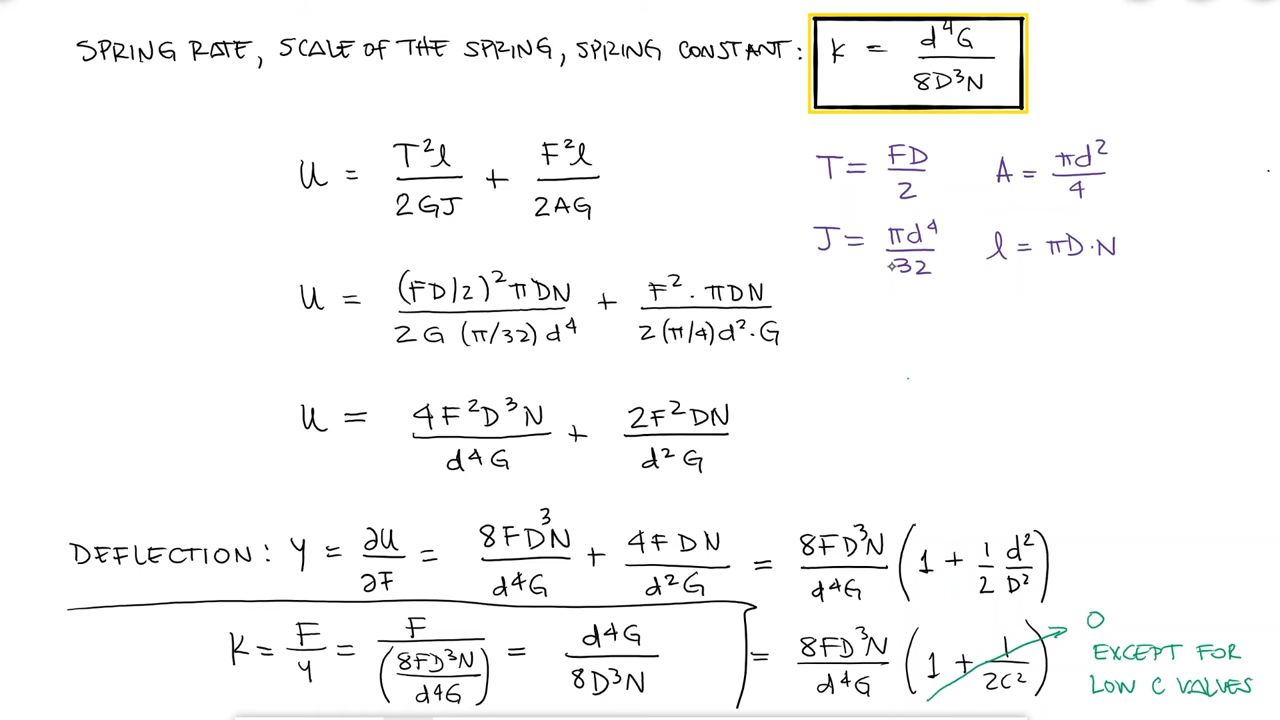 SPRING RATE, SCALE OF THE SPRING, SPRING CONSTANT: k = d⁴G / 8D³N
U = T²l / 2GJ + F²l / 2AG
T = FD / 2
A = πd² / 4
J = πd⁴ / 32
l = πD·N
U = (FD/2)²πDN / 2G(π/32)d⁴ + F²·πDN / 2(π/4)d²·G
U = 4F²D³N / d⁴G + 2F²DN / d²G
DEFLECTION: y = ∂U / ∂F = 8FD³N / d⁴G + 4FDN / d²G = 8FD³N / d⁴G (1 + 1/2 d²/D²)
k = F / y = F / (8FD³N / d⁴G) = d⁴G / 8D³N
= 8FD³N / d⁴G (1 + 1 / 2C²)
0
EXCEPT FOR
LOW C VALUES